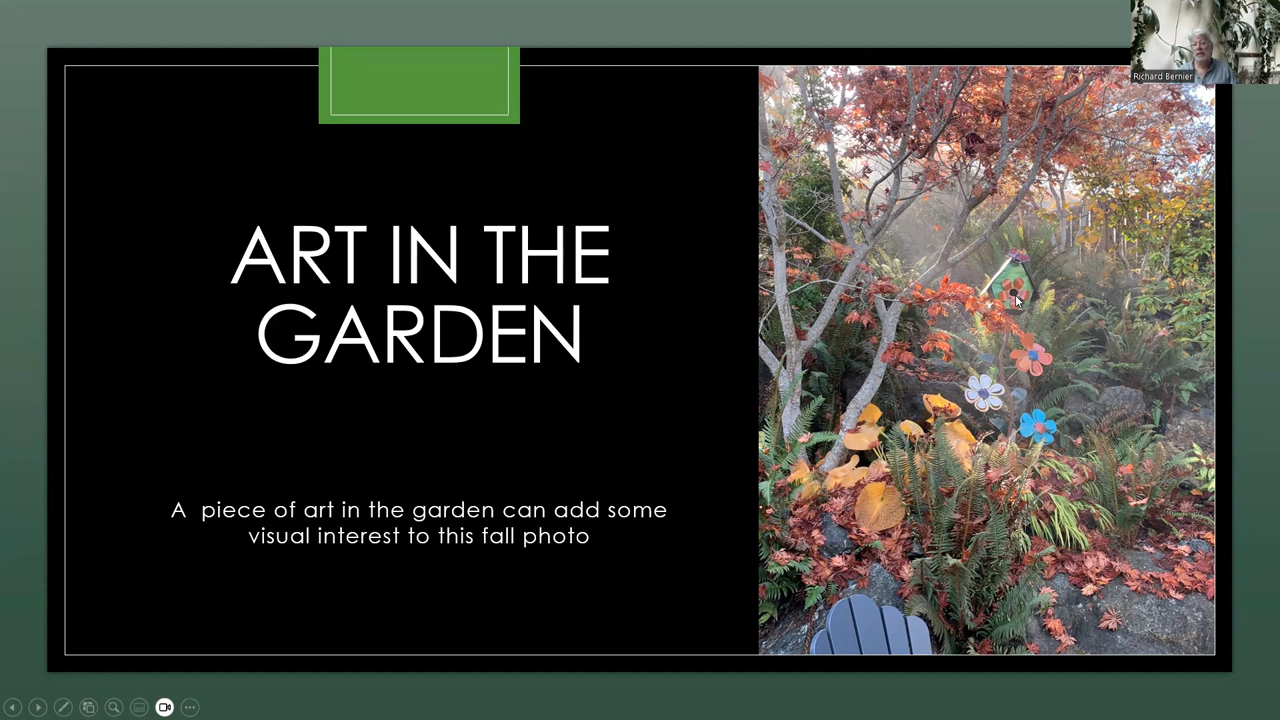 Richard Bernier
ART IN THE
GARDEN
A  piece of art in the garden can add some
visual interest to this fall photo